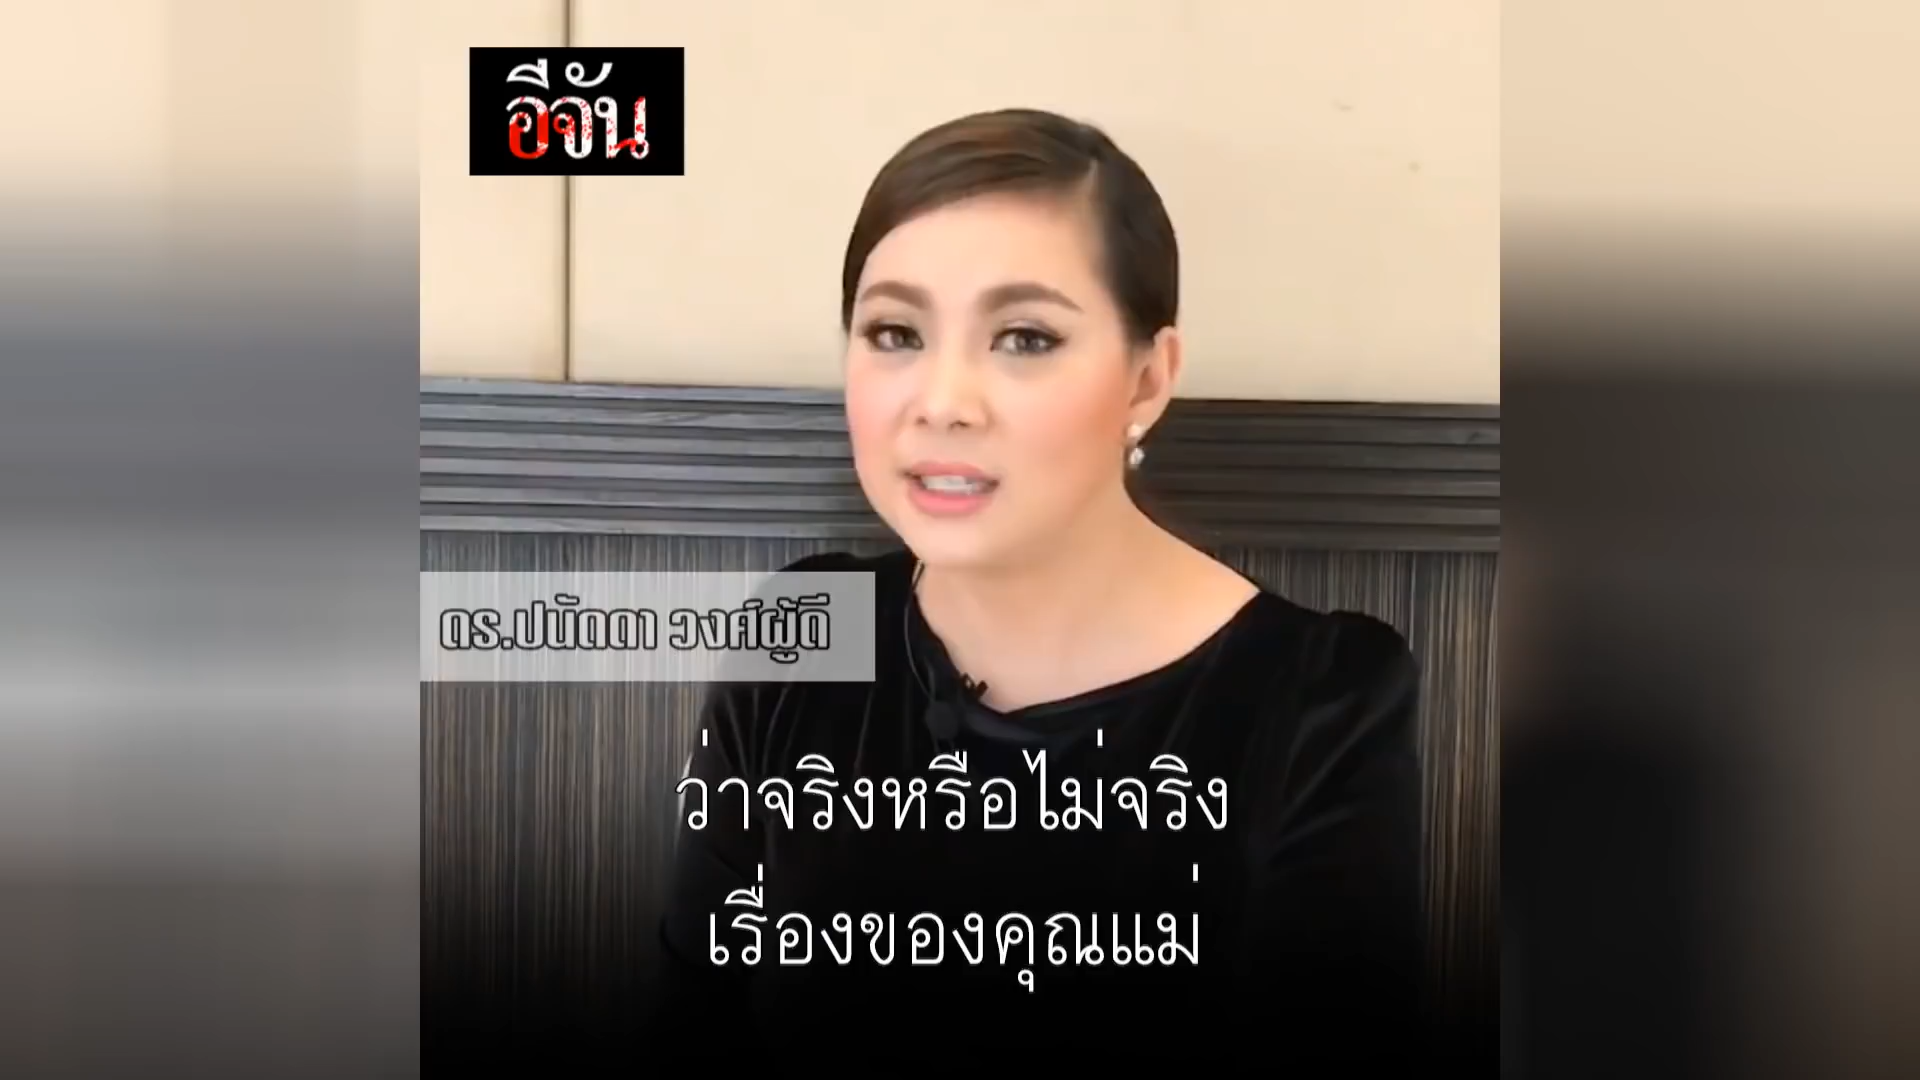 อีจัน
ดร.ปนัดดา วงศ์ผู้ดี
ว่าจริงหรือไม่จริง
เรื่องของคุณแม่